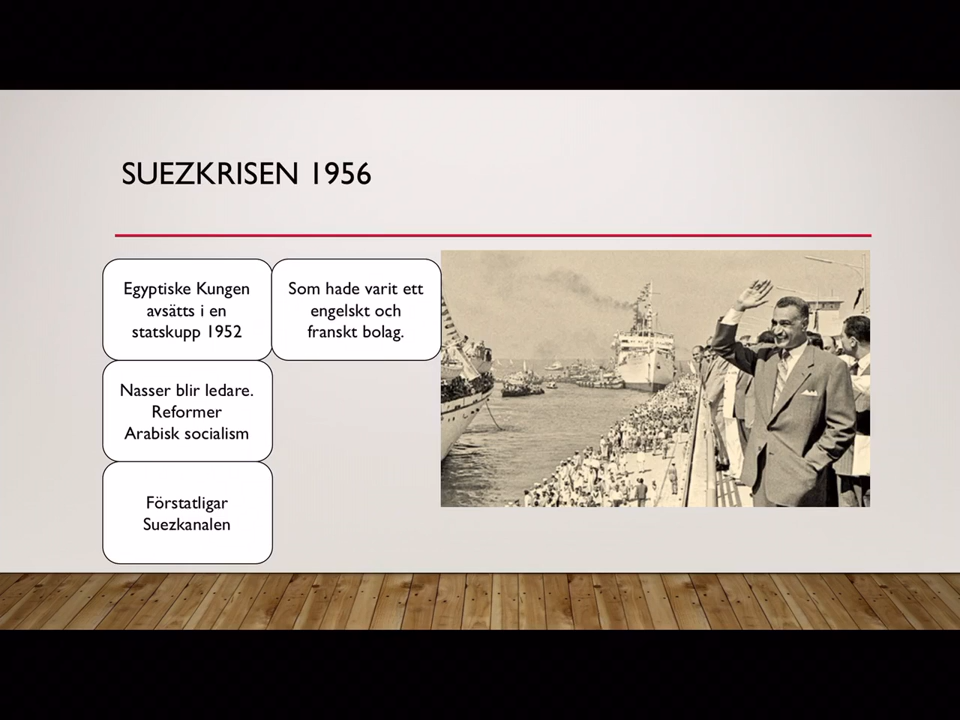 SUEZKRISEN 1956
Egyptiske Kungen
avsätts i en
statskupp 1952
Nasser blir ledare.
Reformer
Arabisk socialism
Förstatligar
Suezkanalen
Som hade varit ett
engelskt och
franskt bolag.